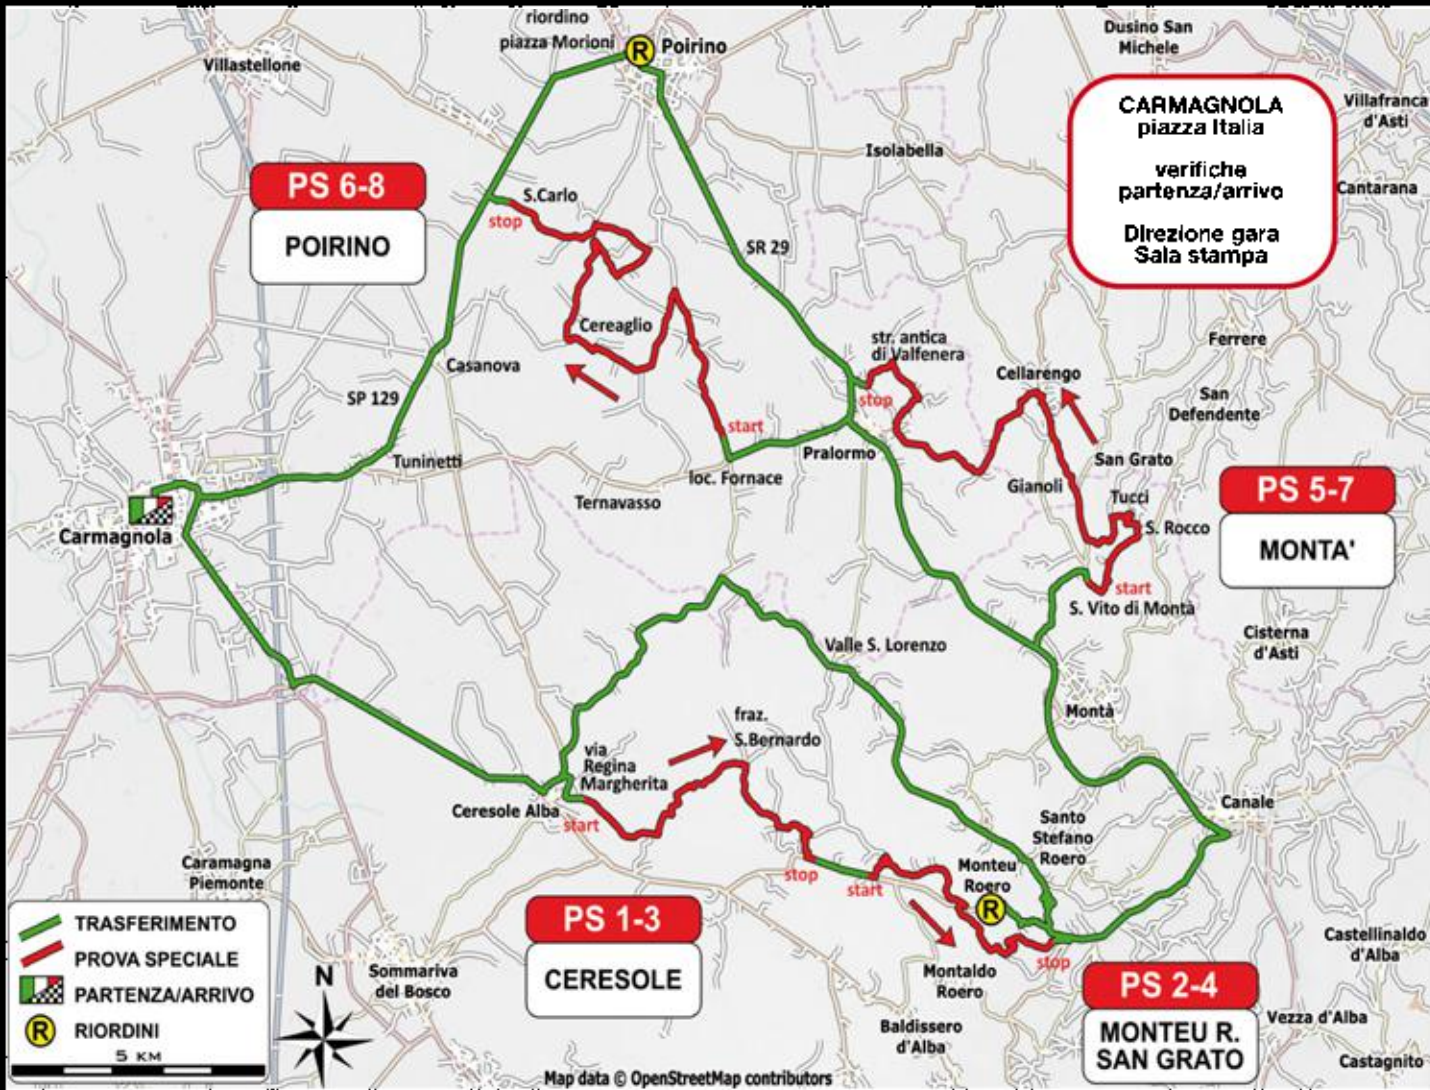 riordino
piazza Morioni
R
Poirino
Villastellone
Dusino San
Michele
Villafranca
d'Asti
Cantarana
CARMAGNOLA
piazza Italia
verifiche
partenza/arrivo
Direzione gara
Sala stampa
Isolabella
PS 6-8
POIRINO
S.Carlo
stop
SR 29
Cereaglio
str. antica
di Valfenera
Ferrere
Casanova
Cellarengo
San
Defendente
SP 129
stop
start
Pralormo
San Grato
Tuninetti
loc. Fornace
Gianoli
Ternavasso
Tucci
S. Rocco
PS 5-7
MONTA'
Carmagnola
start
S. Vito di Montà
Valle S. Lorenzo
Cisterna
d'Asti
Montà
fraz.
S.Bernardo
via
Regina
Margherita
Ceresole Alba
start
Canale
Santo
Stefano
Roero
Caramagna
Piemonte
stop
start
Monteu
Roero
R
PS 1-3
CERESOLE
TRASFERIMENTO
PROVA SPECIALE
PARTENZA/ARRIVO
R
RIORDINI
5 KM
N
Sommariva
del Bosco
stop
Montaldo
Roero
Castellinaldo
d'Alba
PS 2-4
MONTEU R.
SAN GRATO
Baldissero
d'Alba
Vezza d'Alba
Castagnito
Map data © OpenStreetMap contributors